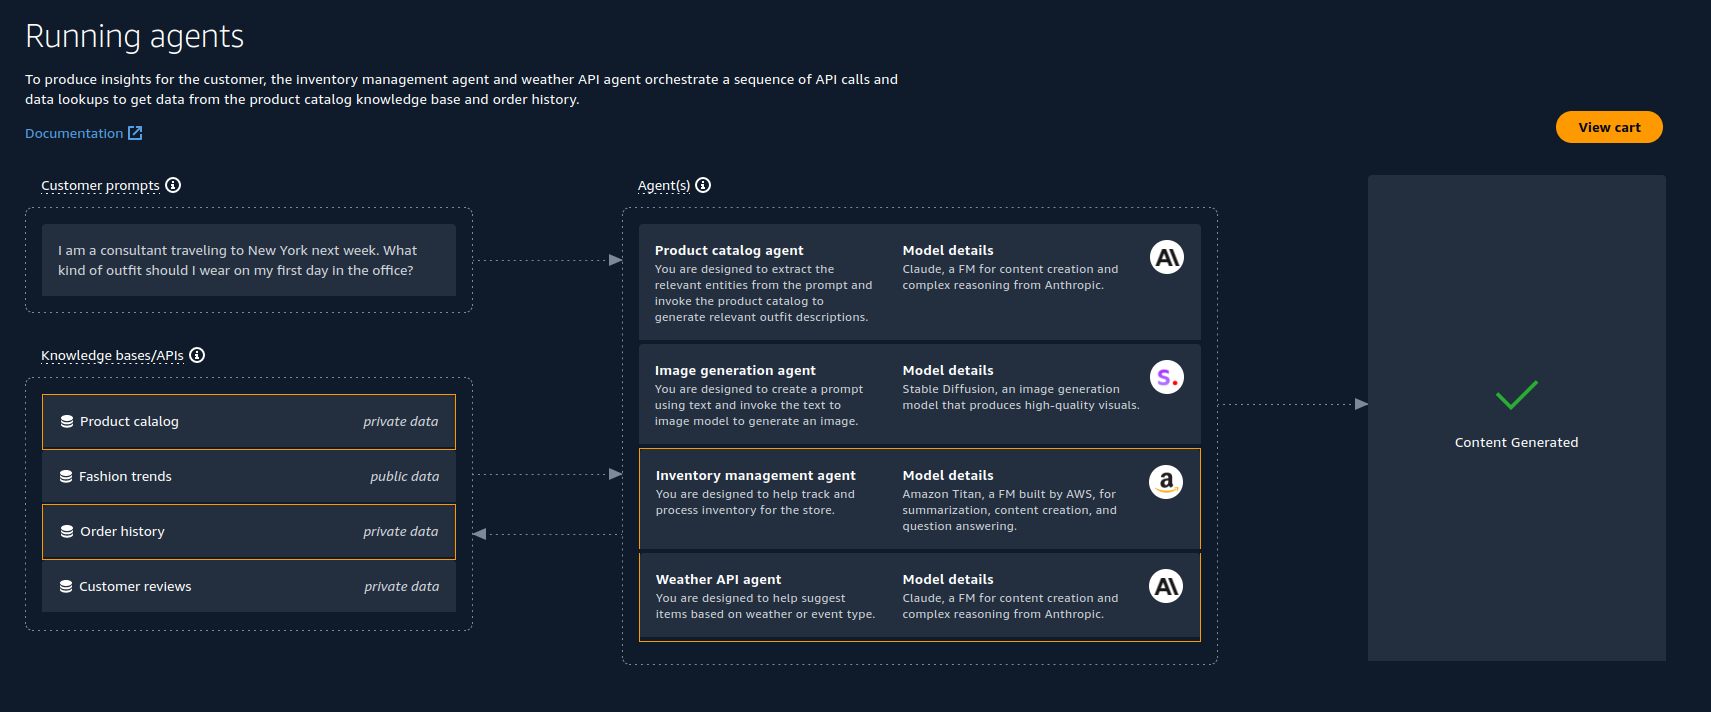 Running agents
To produce insights for the customer, the inventory management agent and weather API agent orchestrate a sequence of API calls and
data lookups to get data from the product catalog knowledge base and order history.
Documentation
View cart
Customer prompts
I am a consultant traveling to New York next week. What
kind of outfit should I wear on my first day in the office?
Knowledge bases/APIs
Product calalog private data
Fashion trends public data
Order history private data
Customer reviews private data
Agent(s)
Product catalog agent
You are designed to extract the
relevant entities from the prompt and
invoke the product catalog to
generate relevant outfit descriptions.
Model details
Claude, a FM for content creation and
complex reasoning from Anthropic.
Image generation agent
You are designed to create a prompt
using text and invoke the text to
image model to generate an image.
Model details
Stable Diffusion, an image generation
model that produces high-quality visuals.
S.
Inventory management agent
You are designed to help track and
process inventory for the store.
Model details
Amazon Titan, a FM built by AWS, for
summarization, content creation, and
question answering.
a
Weather API agent
You are designed to help suggest
items based on weather or event type.
Model details
Claude, a FM for content creation and
complex reasoning from Anthropic.
Content Generated